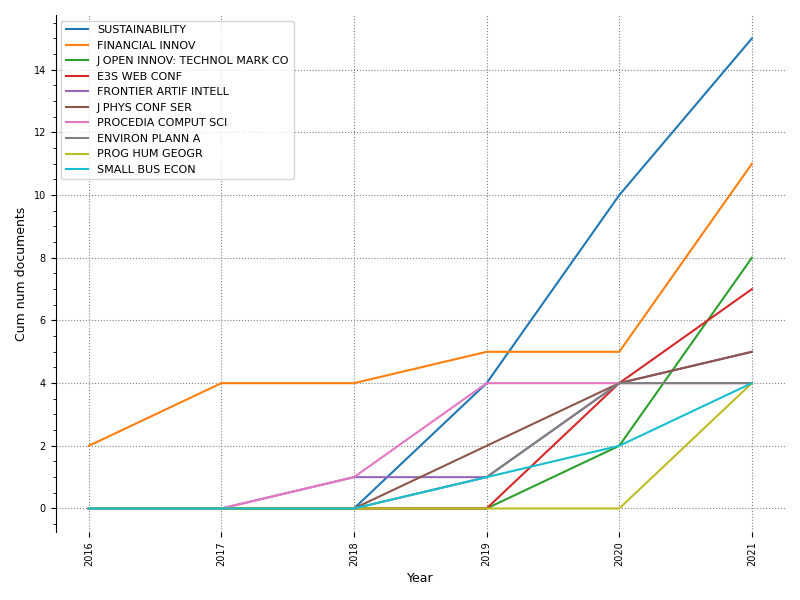 SUSTAINABILITY
FINANCIAL INNOV
J OPEN INNOV: TECHNOL MARK CO
E3S WEB CONF
FRONTIER ARTIF INTELL
J PHYS CONF SER
PROCEDIA COMPUT SCI
ENVIRON PLANN A
PROG HUM GEOGR
SMALL BUS ECON
14
12
10
8
6
4
2
0
Cum num documents
2016
2017
2018
2019
2020
2021
Year